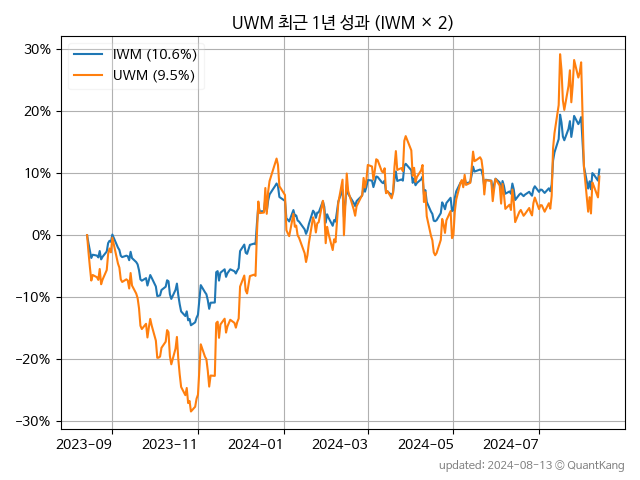 UWM 최근 1년 성과 (IWM × 2)
IWM (10.6%)
UWM (9.5%)
30%
20%
10%
0%
−10%
−20%
−30%
2023-09 2023-11 2024-01 2024-03 2024-05 2024-07
updated: 2024-08-13 © QuantKang